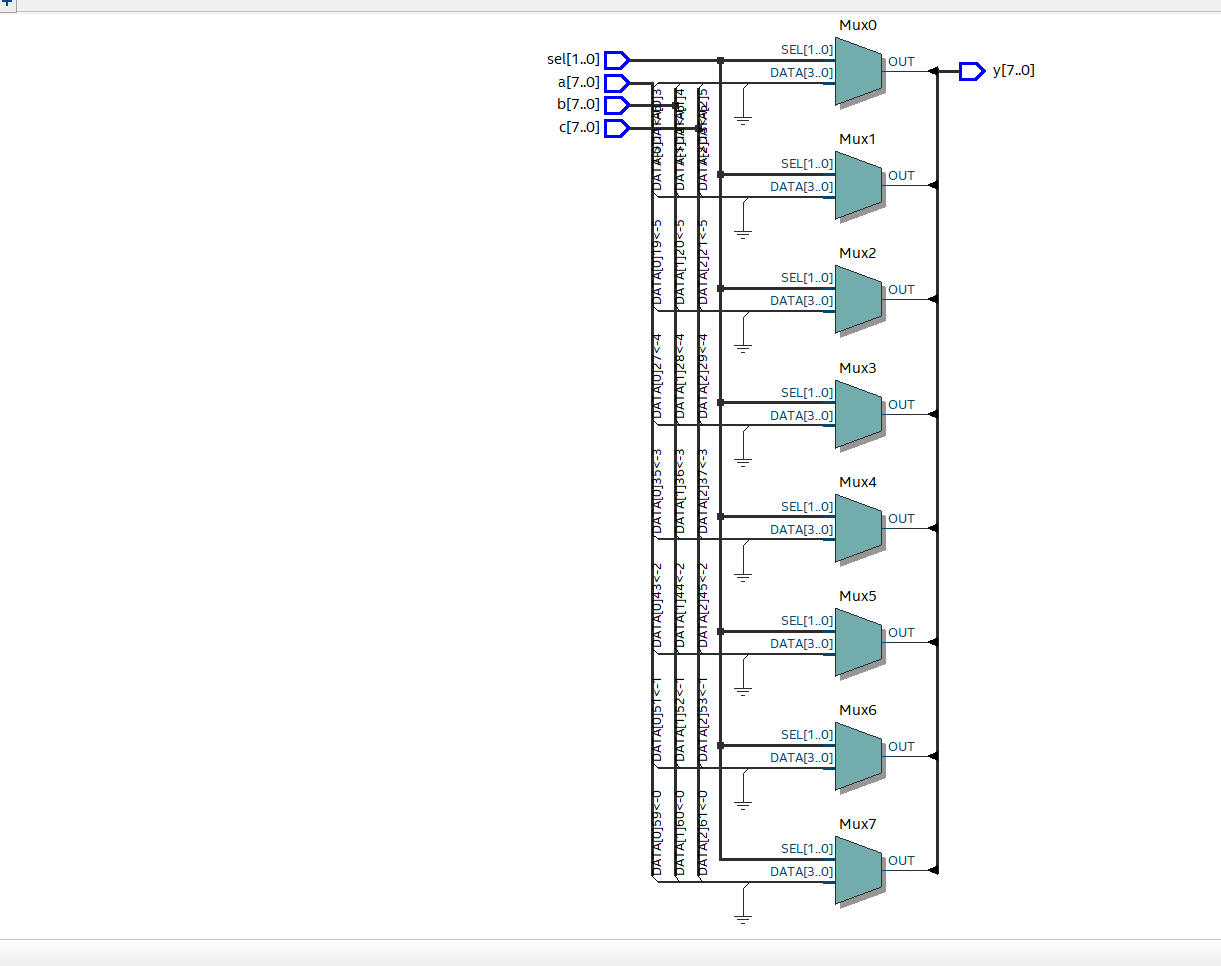 Mux0
sel[1..0]
SEL[1..0]
OUT
y[7..0]
a[7..0]
DATA[3..0]
b[7..0]
c[7..0]
Mux1
SEL[1..0]
OUT
DATA[3..0]
Mux2
DATA[0]19<-5
DATA[1]20<-5
DATA[2]21<-5
SEL[1..0]
OUT
DATA[3..0]
Mux3
DATA[0]27<-4
DATA[1]28<-4
DATA[2]29<-4
SEL[1..0]
OUT
DATA[3..0]
Mux4
DATA[0]35<-3
DATA[1]36<-3
DATA[2]37<-3
SEL[1..0]
OUT
DATA[3..0]
Mux5
DATA[0]43<-2
DATA[1]44<-2
DATA[2]45<-2
SEL[1..0]
OUT
DATA[3..0]
Mux6
DATA[0]51<-1
DATA[1]52<-1
DATA[2]53<-1
SEL[1..0]
OUT
DATA[3..0]
Mux7
DATA[0]59<-0
DATA[1]60<-0
DATA[2]61<-0
SEL[1..0]
OUT
DATA[3..0]